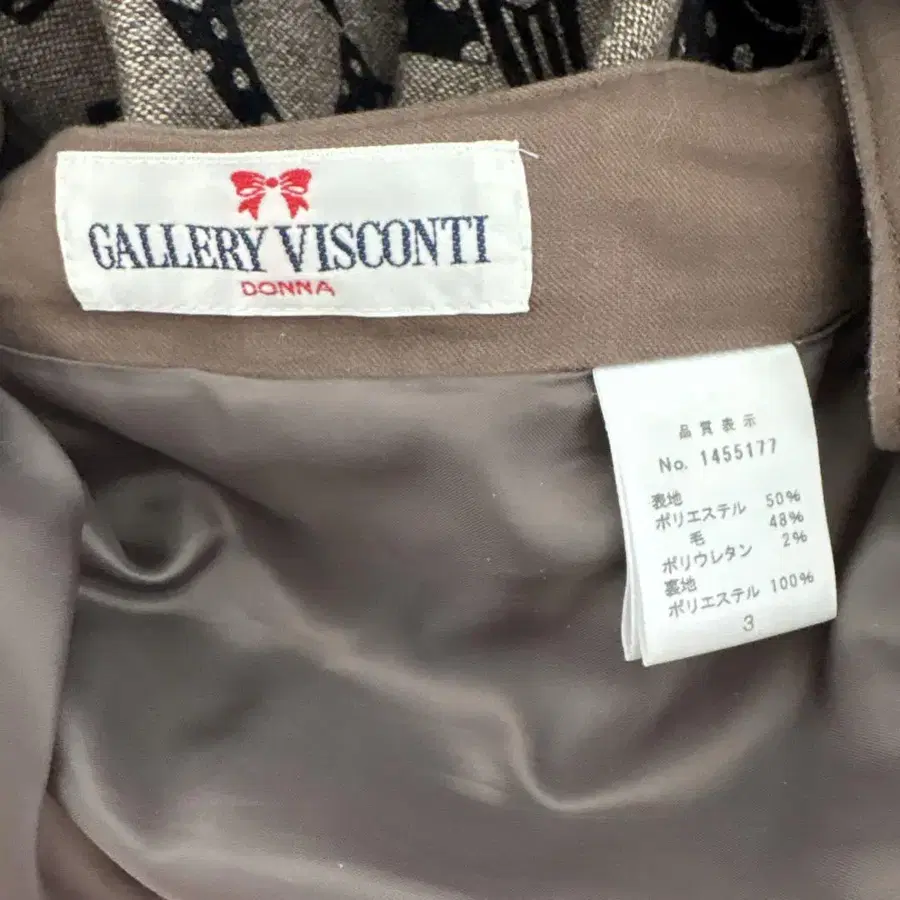 GALLERY VISCONTI
DONNA
品質表示
No. 1455177
表地
ポリエステル 50%
毛 48%
ポリウレタン 2%
裏地
ポリエステル 100%
3